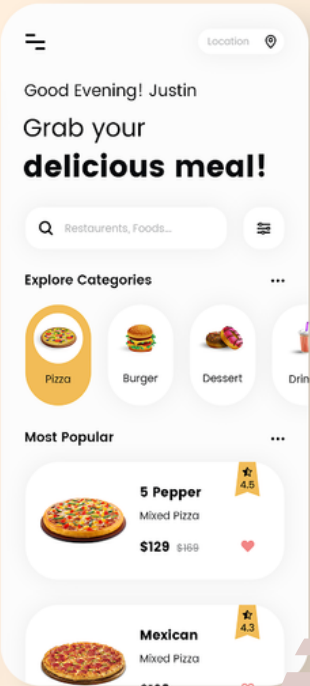 Location
Good Evening! Justin
Grab your
delicious meal!
Restaurents, Foods...
Explore Categories
Pizza
Burger
Dessert
Drin
Most Popular
5 Pepper
4.5
Mixed Pizza
$129 $169
Mexican
4.3
Mixed Pizza